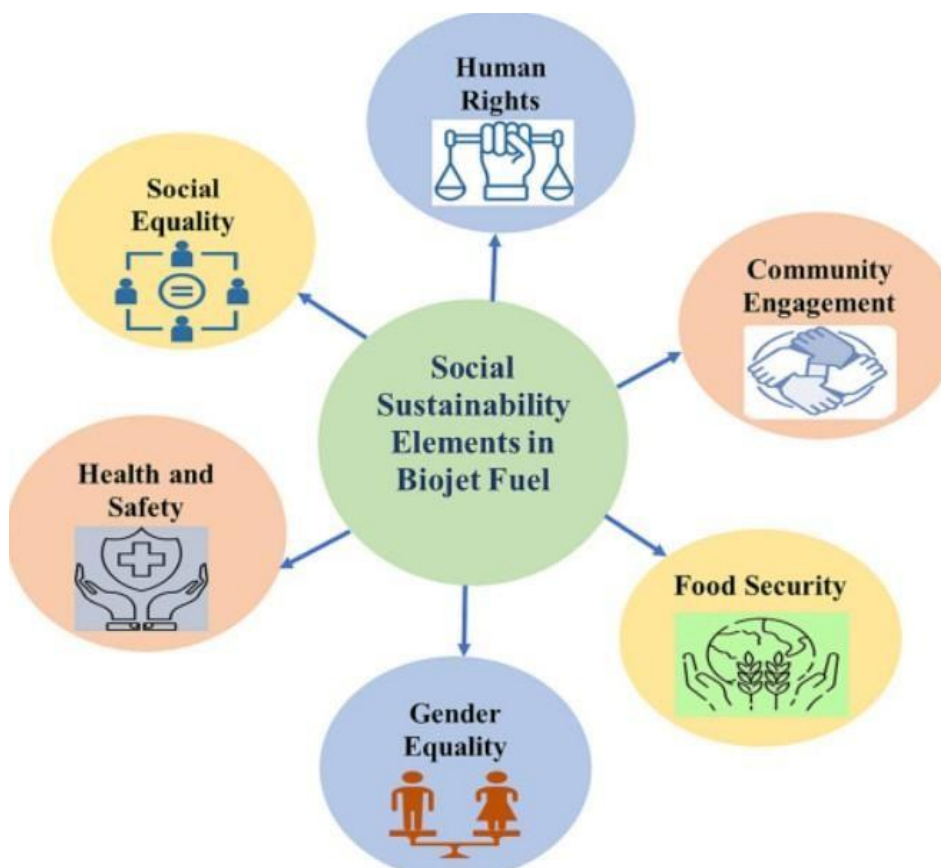 Human
Rights
Social
Equality
Community
Engagement
Social
Sustainability
Elements in
Biojet Fuel
Health and
Safety
Food Security
Gender
Equality